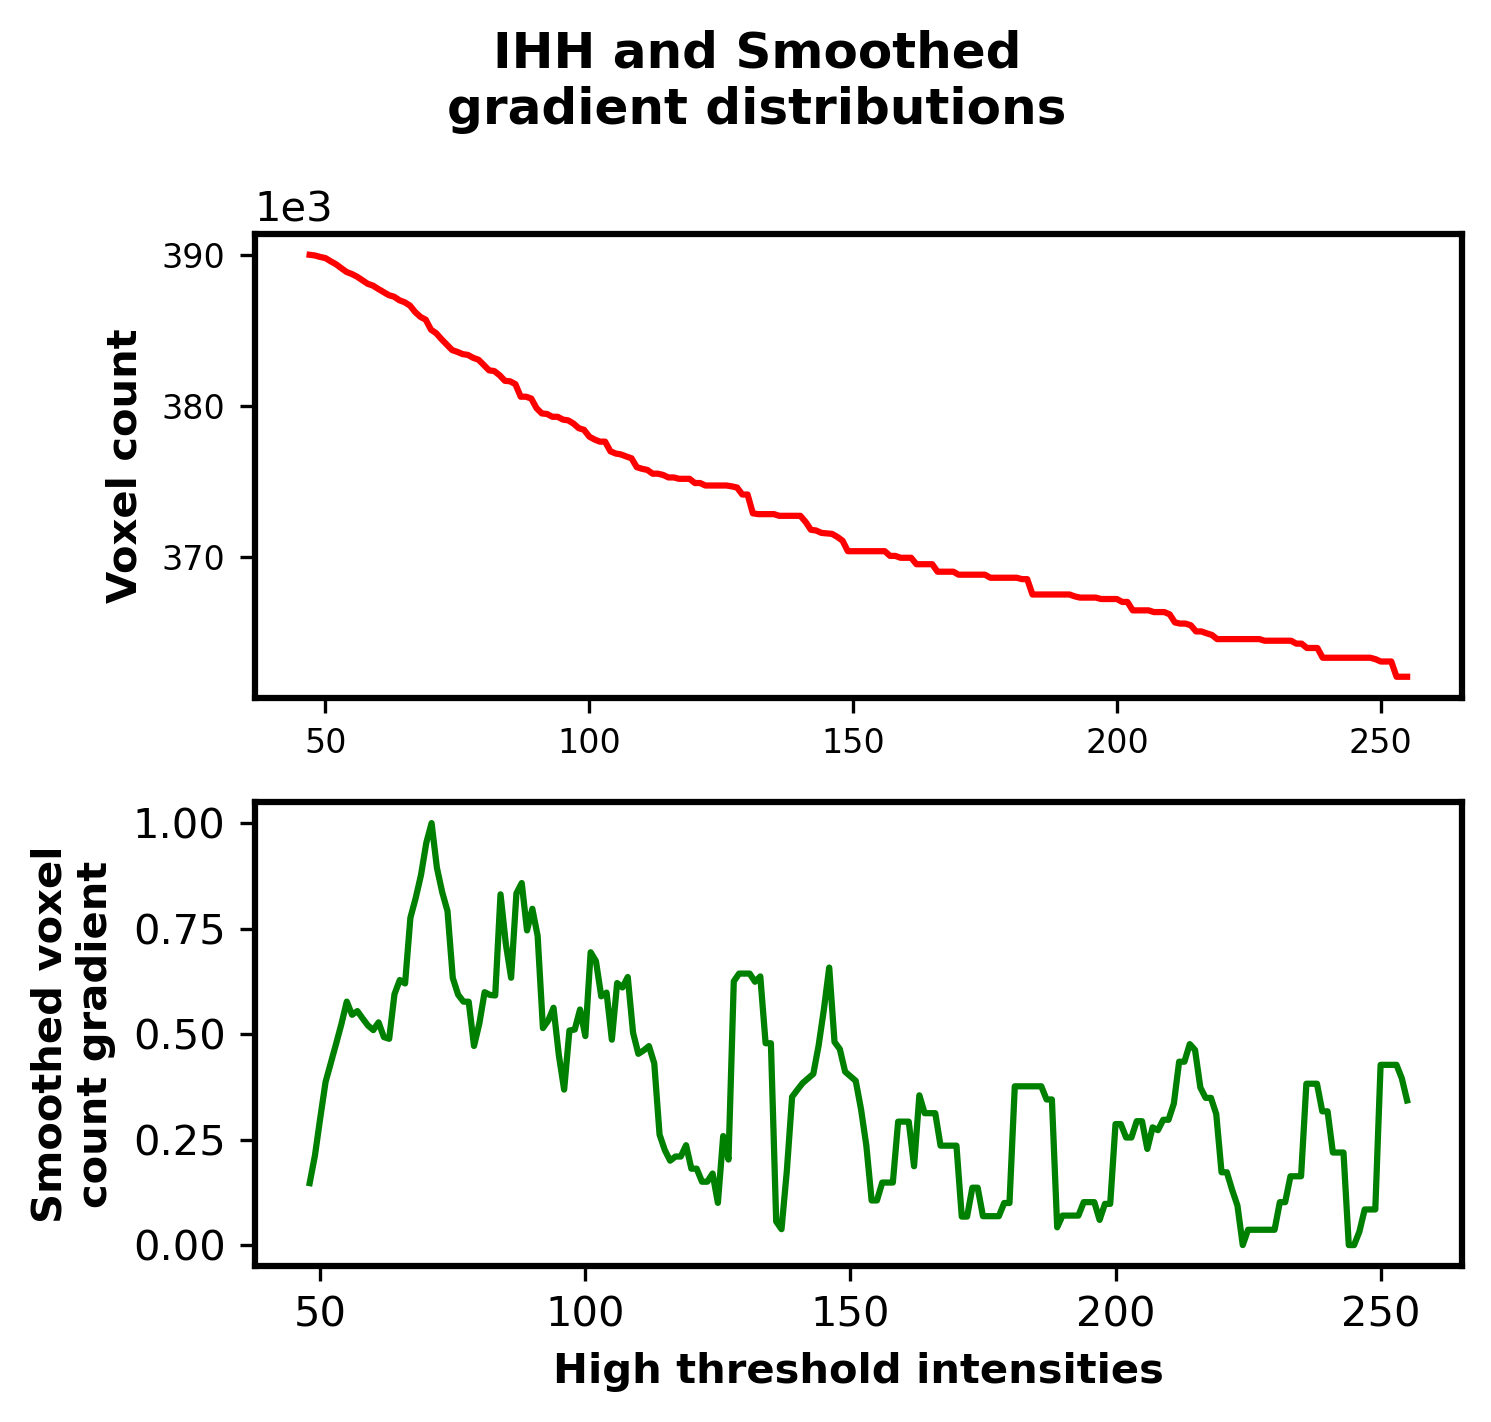 IHH and Smoothed
gradient distributions
1e3
390
380
370
Voxel count
50 100 150 200 250
1.00
0.75
0.50
0.25
0.00
Smoothed voxel
count gradient
50 100 150 200 250
High threshold intensities